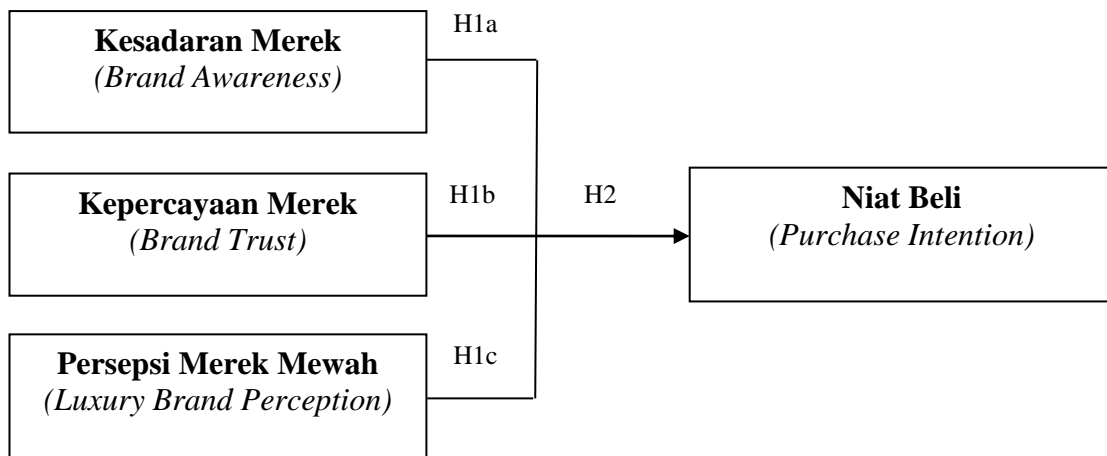 Kesadaran Merek
(Brand Awareness)
H1a
Kepercayaan Merek
(Brand Trust)
H1b
H2
Niat Beli
(Purchase Intention)
Persepsi Merek Mewah
(Luxury Brand Perception)
H1c